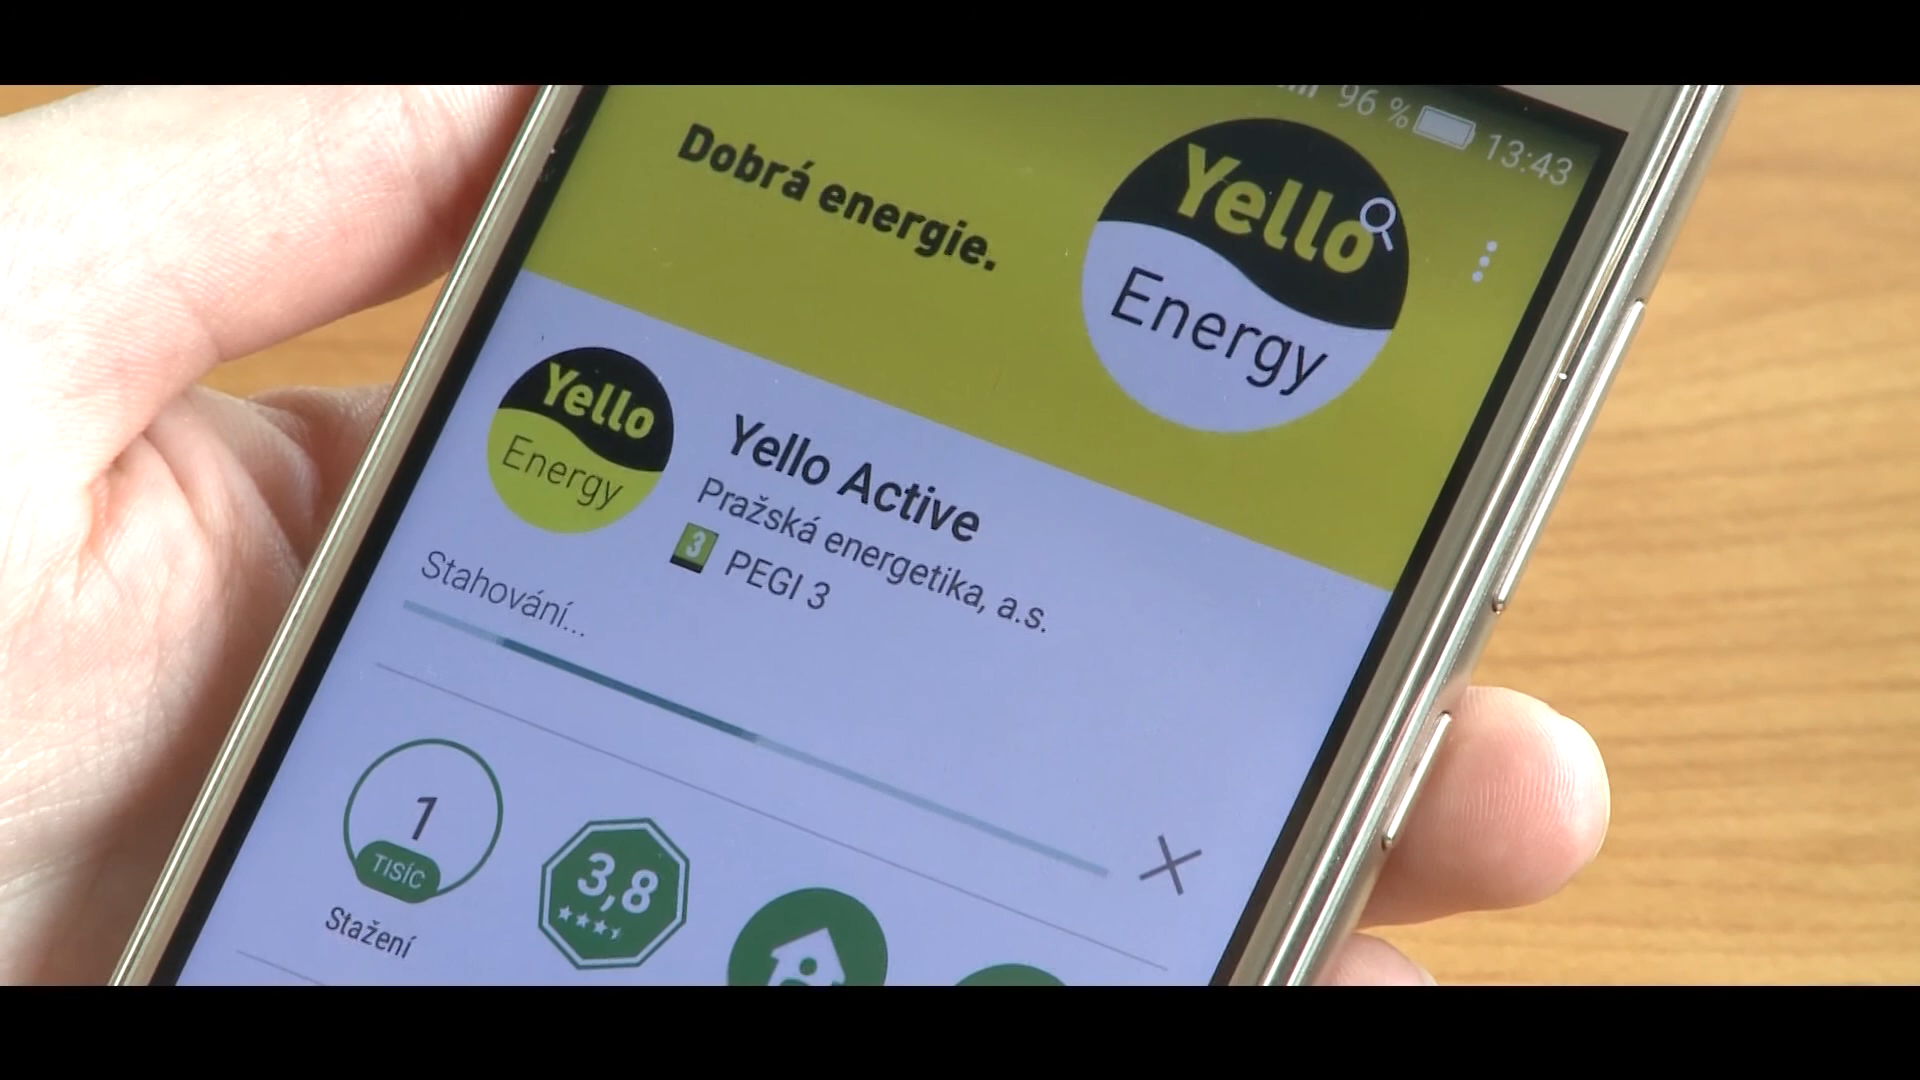 96 % 13:43
Dobrá energie.
Yello
Energy
Yello
Energy
Yello Active
Pražská energetika, a.s.
3 PEGI 3
Stahování...
1
TISÍC
Stažení
3,8